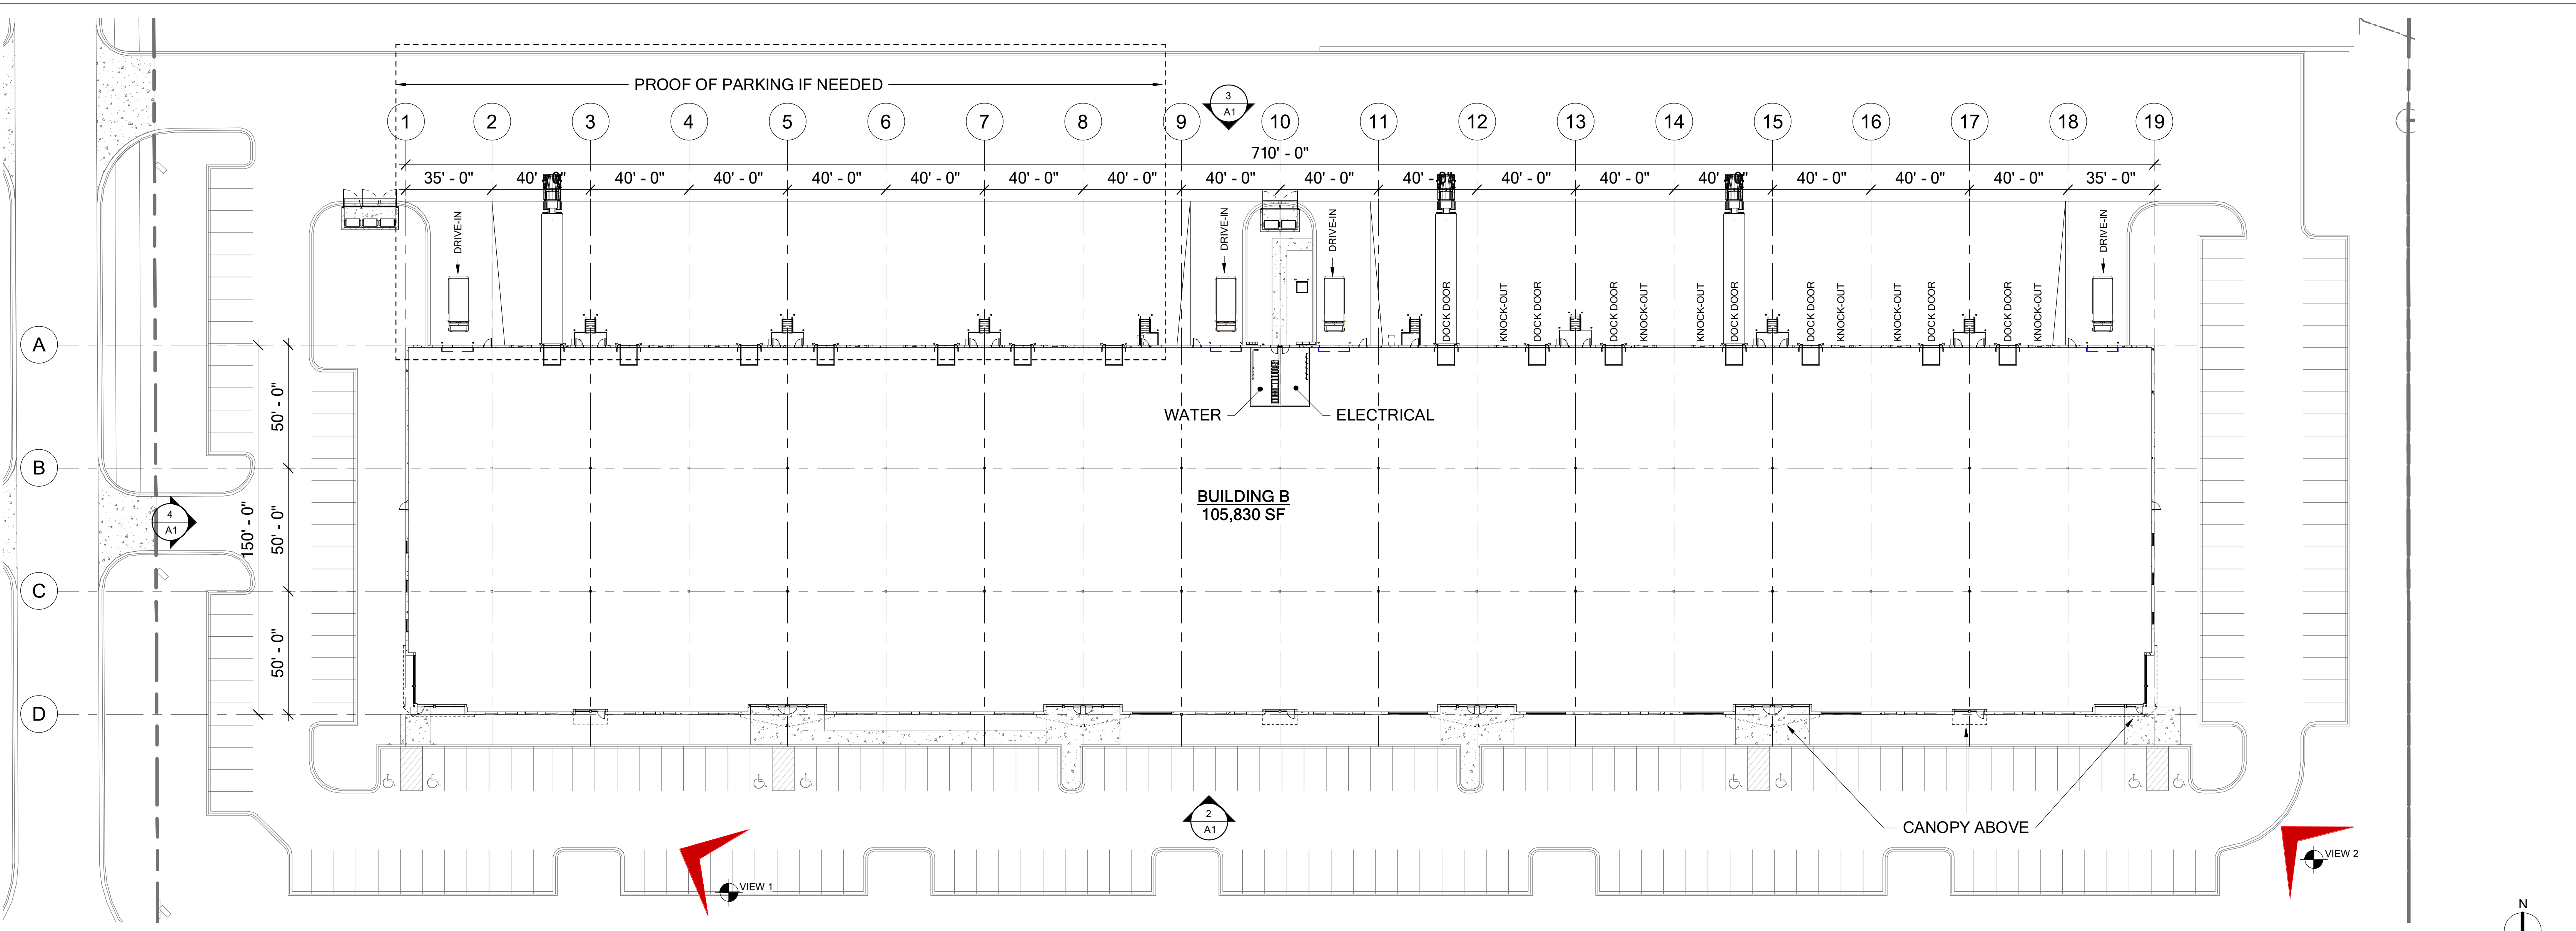 PROOF OF PARKING IF NEEDED
3
A1
1 2 3 4 5 6 7 8 9 10 11 12 13 14 15 16 17 18 19
710' - 0"
35' - 0" 40' - 0" 40' - 0" 40' - 0" 40' - 0" 40' - 0" 40' - 0" 40' - 0" 40' - 0" 40' - 0" 40' - 0" 40' - 0" 40' - 0" 40' - 0" 40' - 0" 40' - 0" 40' - 0" 35' - 0"
DRIVE-IN DRIVE-IN DRIVE-IN DRIVE-IN
DOCK DOOR KNOCK-OUT DOCK DOOR DOCK DOOR KNOCK-OUT KNOCK-OUT DOCK DOOR DOCK DOOR KNOCK-OUT KNOCK-OUT DOCK DOOR DOCK DOOR KNOCK-OUT
A
50' - 0"
WATER ELECTRICAL
B
BUILDING B
105,830 SF
4
A1
150' - 0"
50' - 0"
C
50' - 0"
D
2
A1
CANOPY ABOVE
VIEW 1
VIEW 2
N